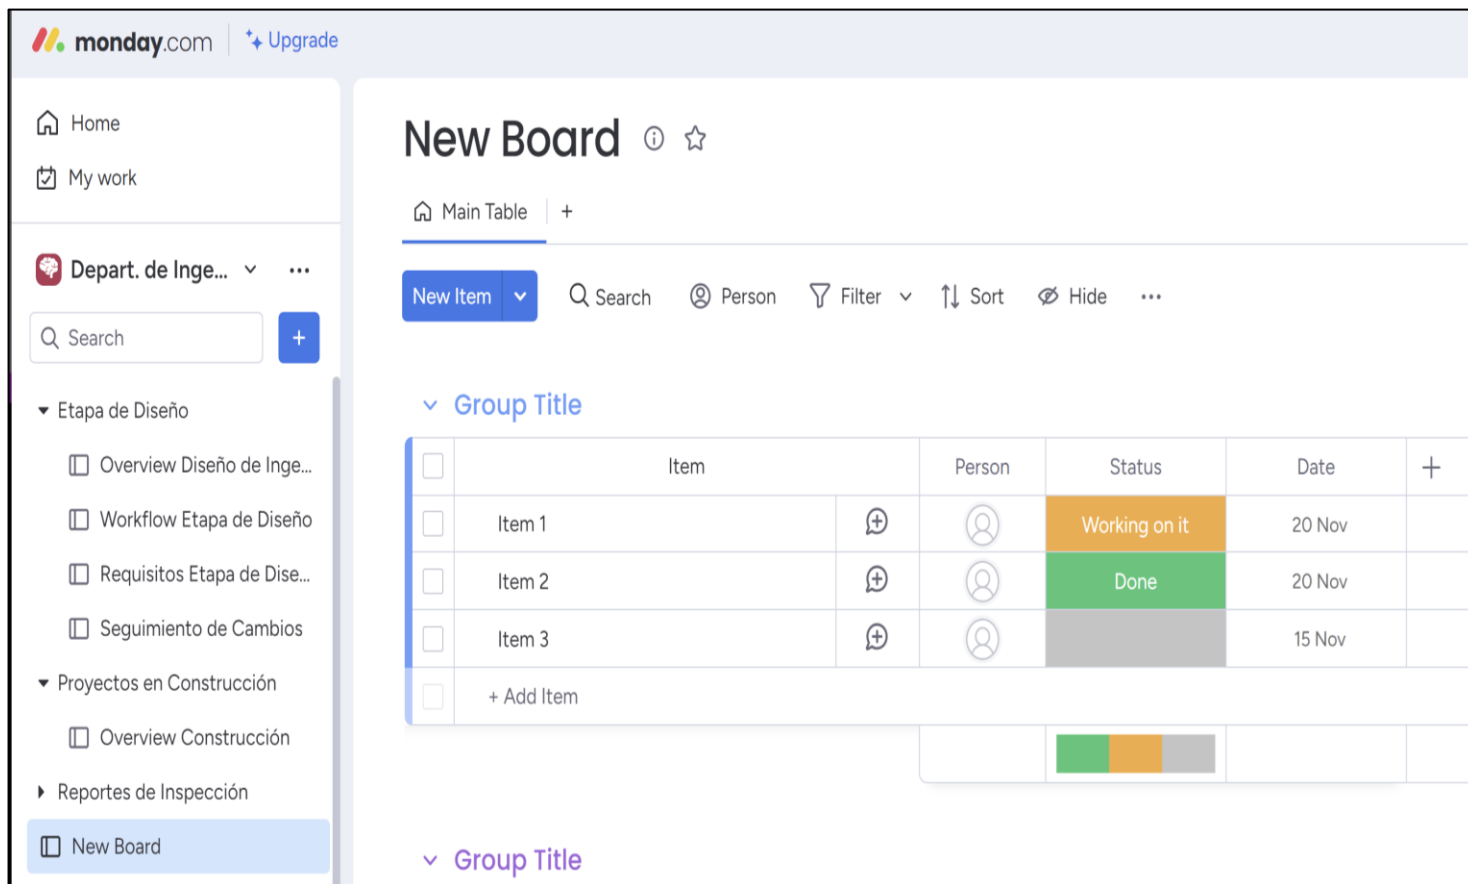 monday.com Upgrade
Home
My work
Depart. de Inge...
Search +
Etapa de Diseño
Overview Diseño de Inge...
Workflow Etapa de Diseño
Requisitos Etapa de Dise...
Seguimiento de Cambios
Proyectos en Construcción
Overview Construcción
Reportes de Inspección
New Board
New Board
Main Table +
New Item Search Person Filter Sort Hide ...
Group Title
Item Person Status Date +
Item 1 Working on it 20 Nov
Item 2 Done 20 Nov
Item 3 15 Nov
+ Add Item
Group Title